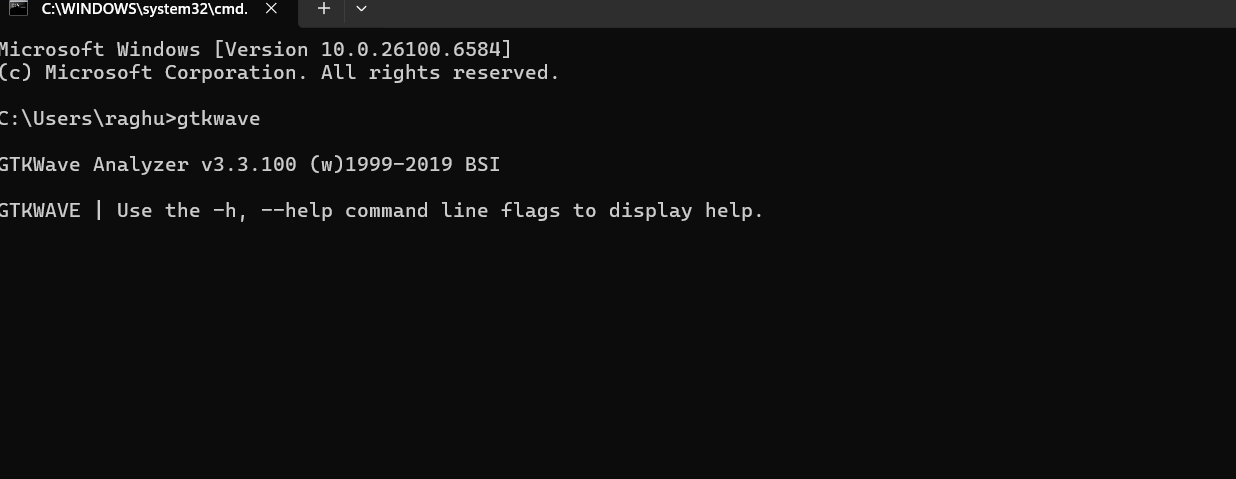 C:\WINDOWS\system32\cmd.
Microsoft Windows [Version 10.0.26100.6584]
(c) Microsoft Corporation. All rights reserved.
C:\Users\raghu>gtkwave
GTKWave Analyzer v3.3.100 (w)1999-2019 BSI
GTKWAVE | Use the -h, --help command line flags to display help.